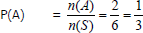 P(A) = n(A)/n(S) = 2/6 = 1/3